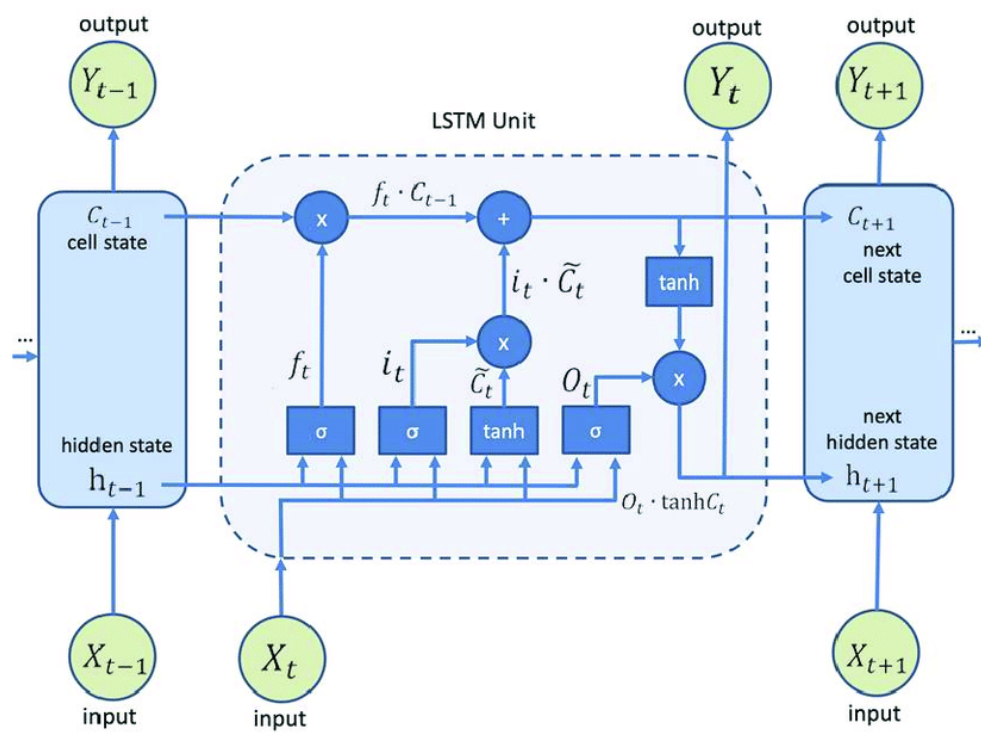 output
output
output
Y_{t-1}
Y_t
Y_{t+1}
LSTM Unit
C_{t-1}
cell state
x
f_t · C_{t-1}
+
C_{t+1}
next
cell state
tanh
i_t · C̃_t
...
...
x
f_t
i_t
C̃_t
O_t
x
σ
σ
tanh
σ
hidden state
h_{t-1}
next
hidden state
h_{t+1}
O_t · tanhC_t
X_{t-1}
X_t
X_{t+1}
input
input
input